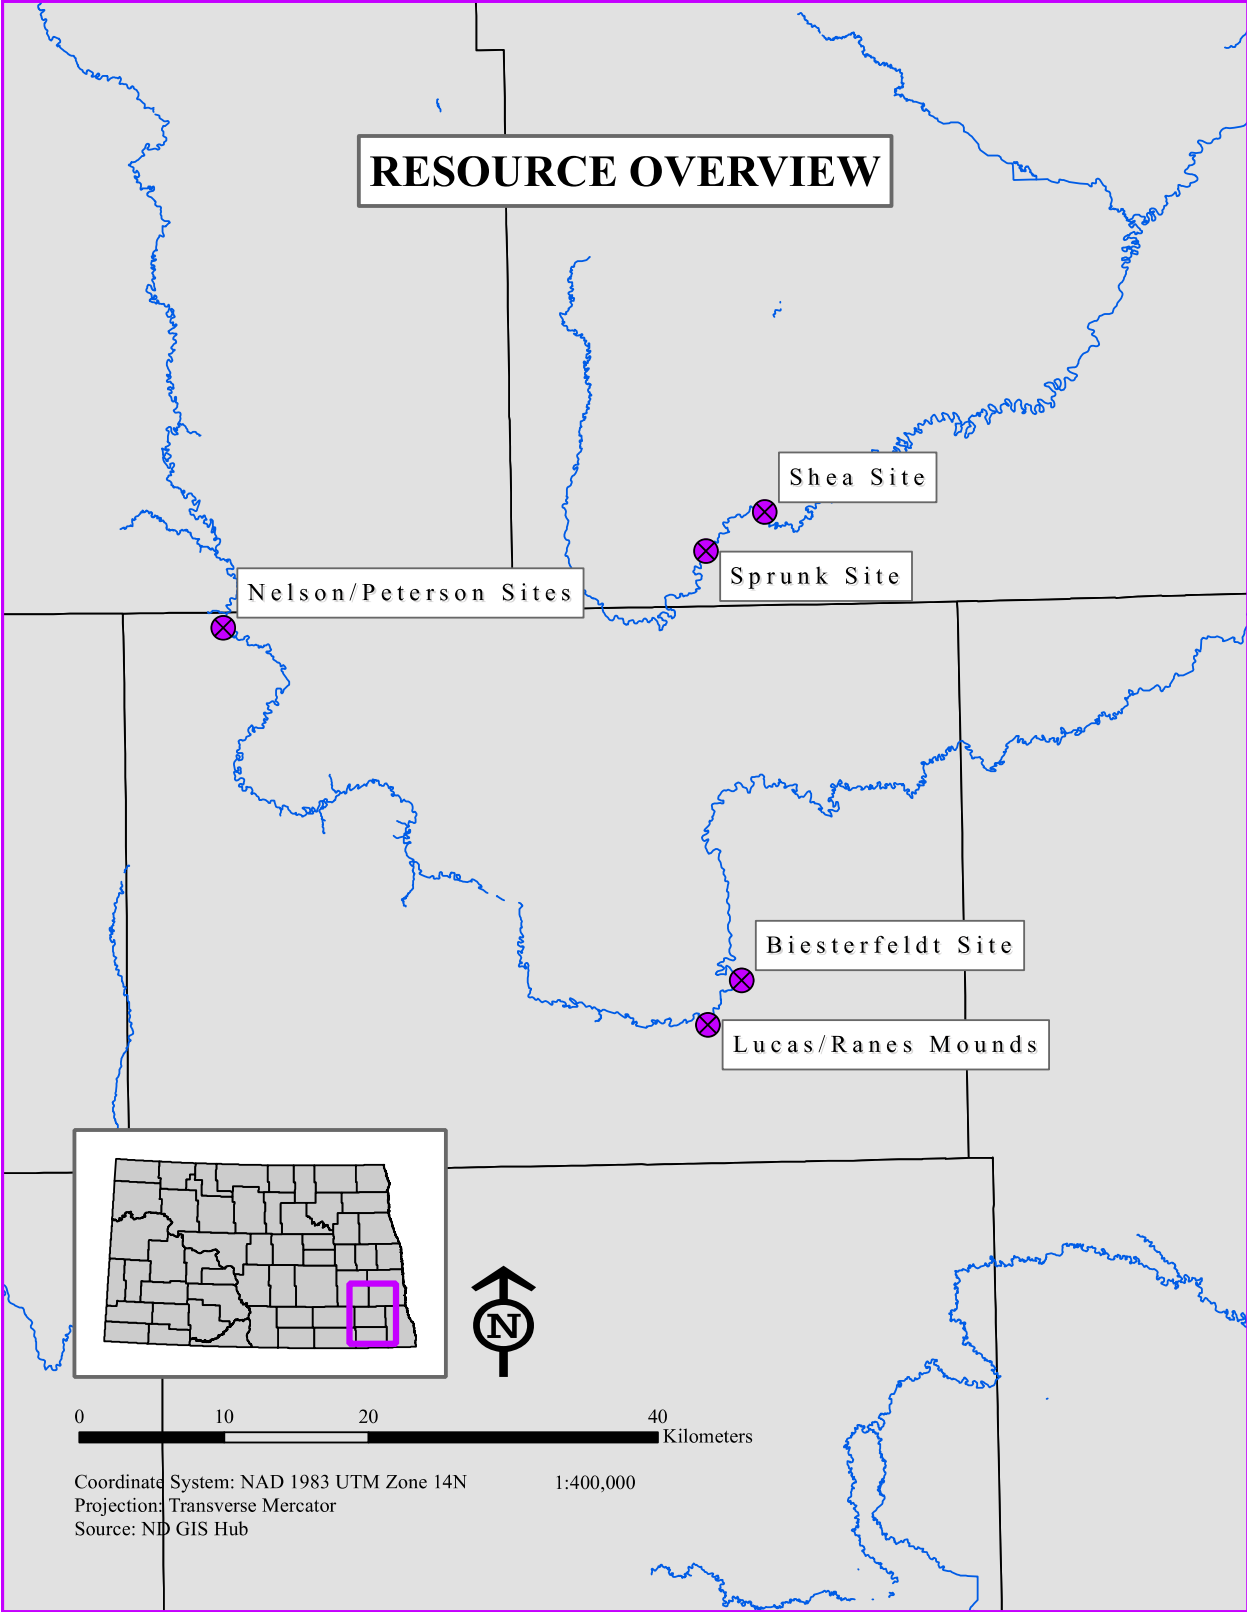 RESOURCE OVERVIEW
Shea Site
Sprunk Site
Nelson/Peterson Sites
Biesterfeldt Site
Lucas/Ranes Mounds
N
0 10 20 40
Kilometers
Coordinate System: NAD 1983 UTM Zone 14N 1:400,000
Projection: Transverse Mercator
Source: ND GIS Hub